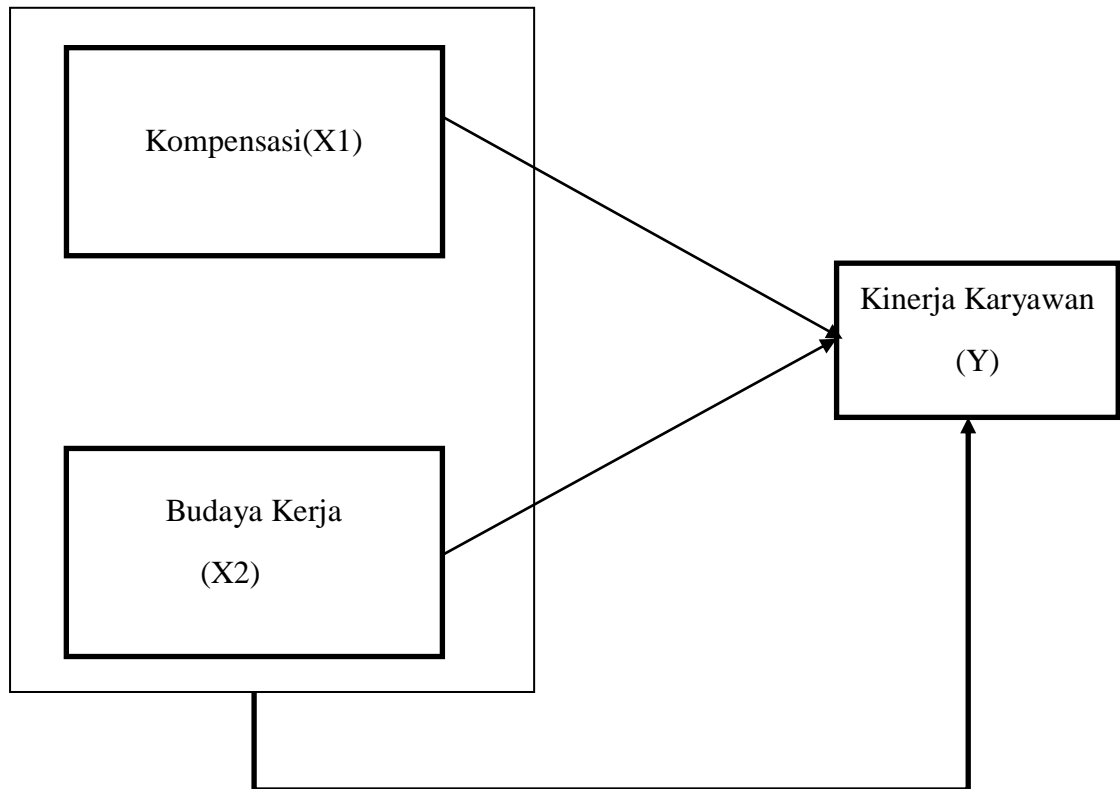 Kompensasi(X1)
Kinerja Karyawan
(Y)
Budaya Kerja
(X2)